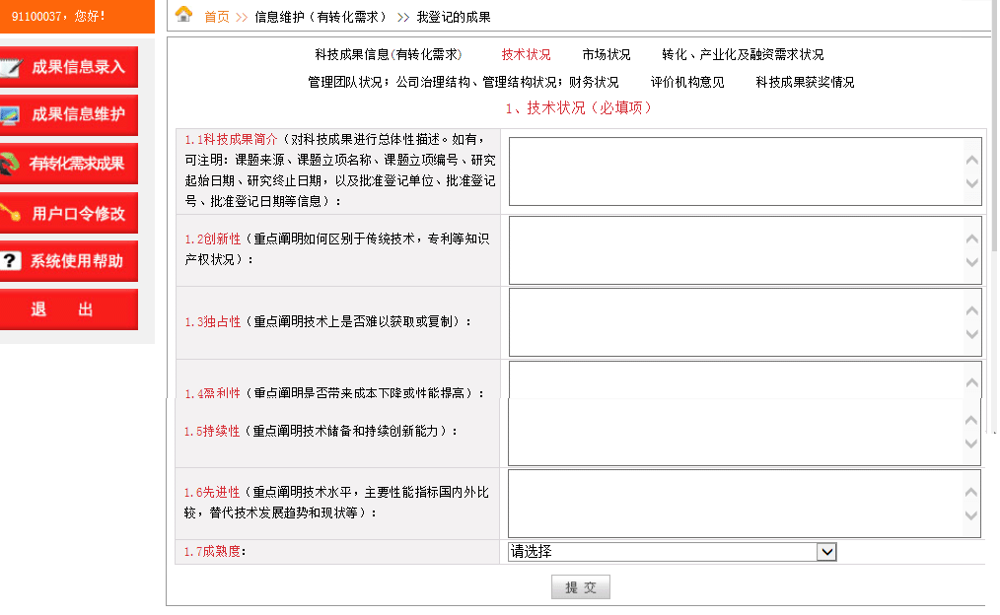 91100037，您好！
成果信息录入
成果信息维护
有转化需求成果
用户口令修改
系统使用帮助
退 出
首页 >> 信息维护（有转化需求） >> 我登记的成果
科技成果信息(有转化需求) 技术状况 市场状况 转化、产业化及融资需求状况
管理团队状况；公司治理结构、管理结构状况；财务状况 评价机构意见 科技成果获奖情况
1、技术状况（必填项）
1.1科技成果简介（对科技成果进行总体性描述。如有，
可注明：课题来源、课题立项名称、课题立项编号、研究
起始日期、研究终止日期，以及批准登记单位、批准登记
号、批准登记日期等信息）：
1.2创新性（重点阐明如何区别于传统技术，专利等知识
产权状况）：
1.3独占性（重点阐明技术上是否难以获取或复制）：
1.4盈利性（重点阐明是否带来成本下降或性能提高）：
1.5持续性（重点阐明技术储备和持续创新能力）：
1.6先进性（重点阐明技术水平，主要性能指标国内外比
较，替代技术发展趋势和现状等）：
1.7成熟度： 请选择
提 交